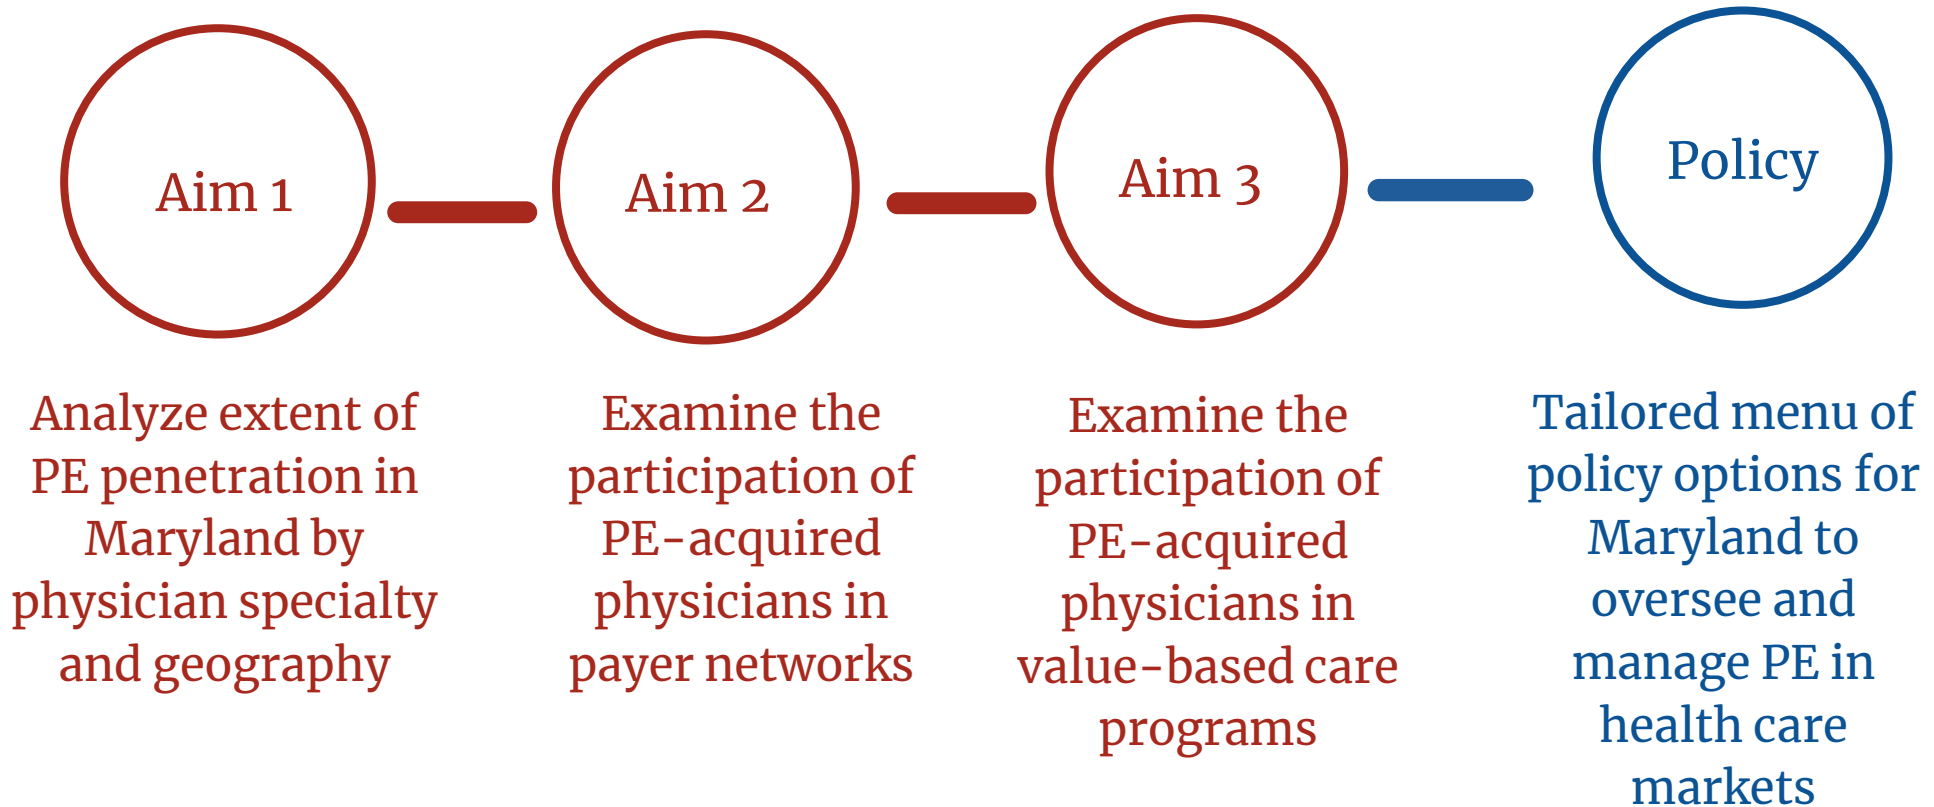 Aim 1
Analyze extent of
PE penetration in
Maryland by
physician specialty
and geography
Aim 2
Examine the
participation of
PE-acquired
physicians in
payer networks
Aim 3
Examine the
participation of
PE-acquired
physicians in
value-based care
programs
Policy
Tailored menu of
policy options for
Maryland to
oversee and
manage PE in
health care
markets